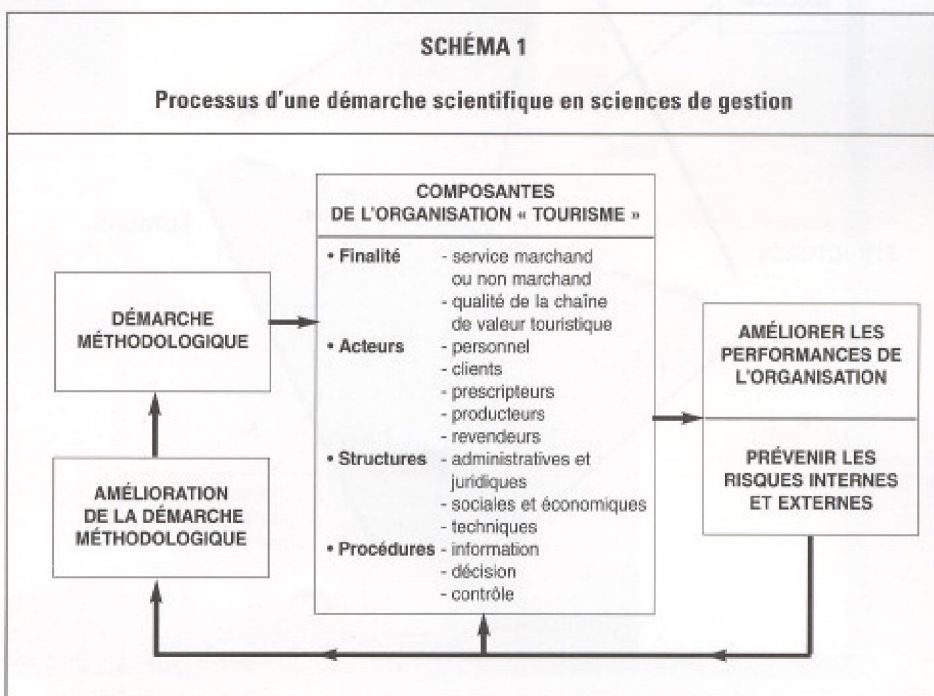 SCHÉMA 1
Processus d'une démarche scientifique en sciences de gestion
COMPOSANTES
DE L'ORGANISATION « TOURISME »
• Finalité - service marchand
ou non marchand
- qualité de la chaîne
de valeur touristique
• Acteurs - personnel
- clients
- prescripteurs
- producteurs
- revendeurs
• Structures - administratives et
juridiques
- sociales et économiques
- techniques
• Procédures - information
- décision
- contrôle
DÉMARCHE
MÉTHODOLOGIQUE
AMÉLIORATION
DE LA DÉMARCHE
MÉTHODOLOGIQUE
AMÉLIORER LES
PERFORMANCES DE
L'ORGANISATION
PRÉVENIR LES
RISQUES INTERNES
ET EXTERNES